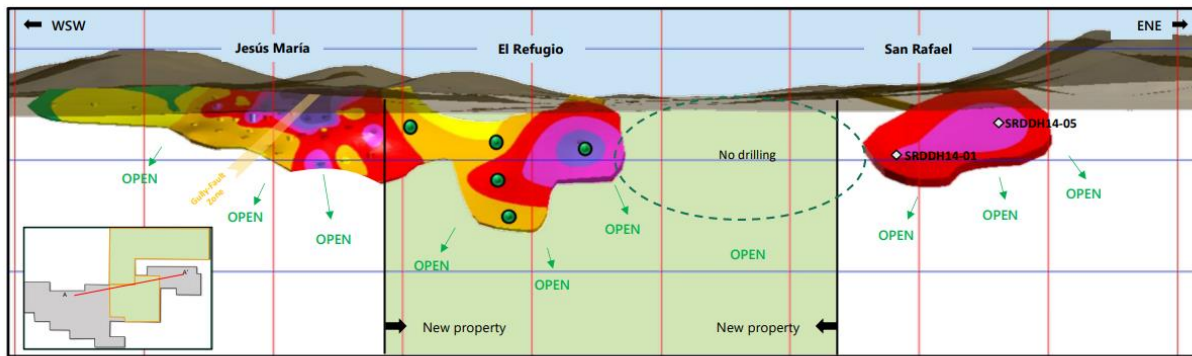 WSW
ENE
Jesús María
El Refugio
San Rafael
SRDDH14-05
SRDDH14-01
No drilling
OPEN
Guity-Fault
Zone
OPEN
OPEN
OPEN
OPEN
OPEN
OPEN
OPEN
OPEN
OPEN
OPEN
A
A'
New property
New property